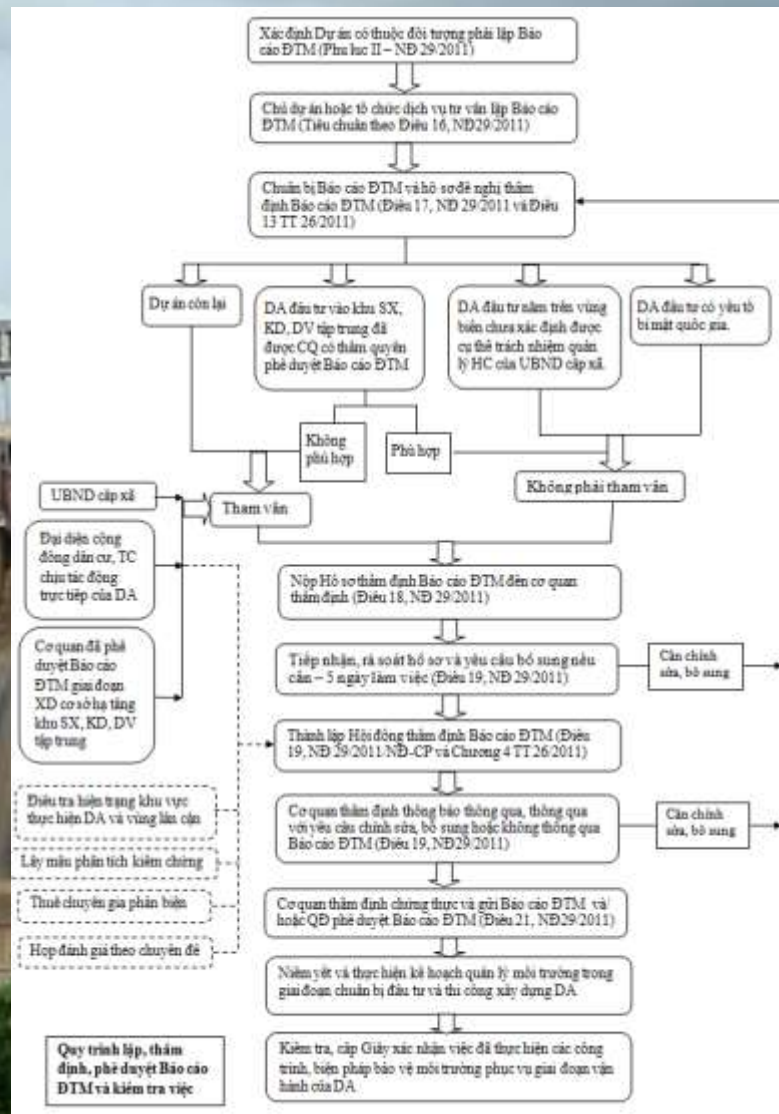 Xác định Dự án có thuộc đối tượng phải lập Báo
cáo ĐTM (Phụ lục II – NĐ 29/2011)
Chủ dự án hoặc tổ chức dịch vụ tư vấn lập Báo cáo
ĐTM (Tiêu chuẩn theo Điều 16, NĐ29/2011)
Chuẩn bị Báo cáo ĐTM và hồ sơ đề nghị thẩm
định Báo cáo ĐTM (Điều 17, NĐ 29/2011 và Điều
13 TT 26/2011)
Dự án còn lại
DA đầu tư vào khu SX,
KD, DV tập trung đã
được CQ có thẩm quyền
phê duyệt Báo cáo ĐTM
DA đầu tư nằm trên vùng
biển chưa xác định được
cụ thể trách nhiệm quản
lý HC của UBND cấp xã.
DA đầu tư có yếu tố
bí mật quốc gia.
Không
phù hợp
Phù hợp
UBND cấp xã
Tham vấn
Không phải tham vấn
Đại diện cộng
đồng dân cư, TC
chịu tác động
trực tiếp của DA
Nộp Hồ sơ thẩm định Báo cáo ĐTM đến cơ quan
thẩm định (Điều 18, NĐ 29/2011)
Cơ quan đã phê
duyệt Báo cáo
ĐTM giai đoạn
XD cơ sở hạ tầng
khu SX, KD, DV
tập trung
Tiếp nhận, rà soát hồ sơ và yêu cầu bổ sung nếu
cần – 5 ngày làm việc (Điều 19, NĐ 29/2011)
Cần chỉnh
sửa, bổ sung
Thành lập Hội đồng thẩm định Báo cáo ĐTM (Điều
19, NĐ 29/2011/NĐ-CP và Chương 4 TT 26/2011)
Điều tra hiện trạng khu vực
thực hiện DA và vùng lân cận
Cơ quan thẩm định thông báo thông qua, thông qua
với yêu cầu chỉnh sửa, bổ sung hoặc không thông qua
Báo cáo ĐTM (Điều 19, NĐ29/2011)
Cần chỉnh
sửa, bổ sung
Lấy mẫu phân tích kiểm chứng
Thuê chuyên gia phản biện
Cơ quan thẩm định chứng thực và gửi Báo cáo ĐTM và/
hoặc QĐ phê duyệt Báo cáo ĐTM (Điều 21, NĐ29/2011)
Họp đánh giá theo chuyên đề
Niêm yết và thực hiện kế hoạch quản lý môi trường trong
giai đoạn chuẩn bị đầu tư và thi công xây dựng DA
Quy trình lập, thẩm
định, phê duyệt Báo cáo
ĐTM và kiểm tra việc
Kiểm tra, cấp Giấy xác nhận việc đã thực hiện các công
trình, biện pháp bảo vệ môi trường phục vụ giai đoạn vận
hành của DA